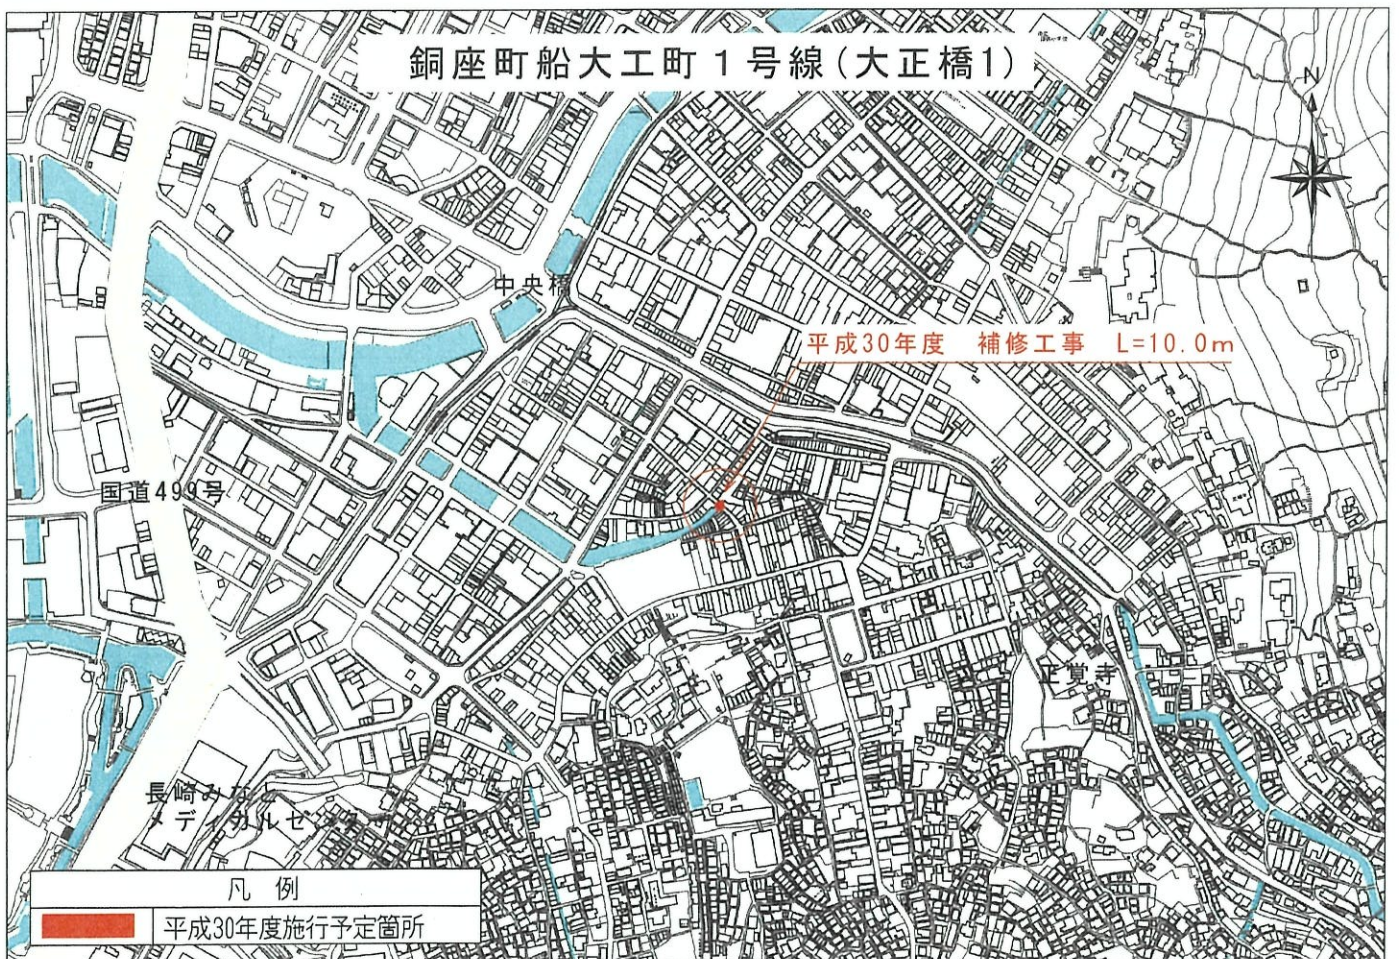 銅座町船大工町1号線(大正橋1)
N
中央橋
平成30年度 補修工事 L=10.0m
国道499号
正覚寺
長崎みなと
メディカルセンター
凡例
平成30年度施行予定箇所